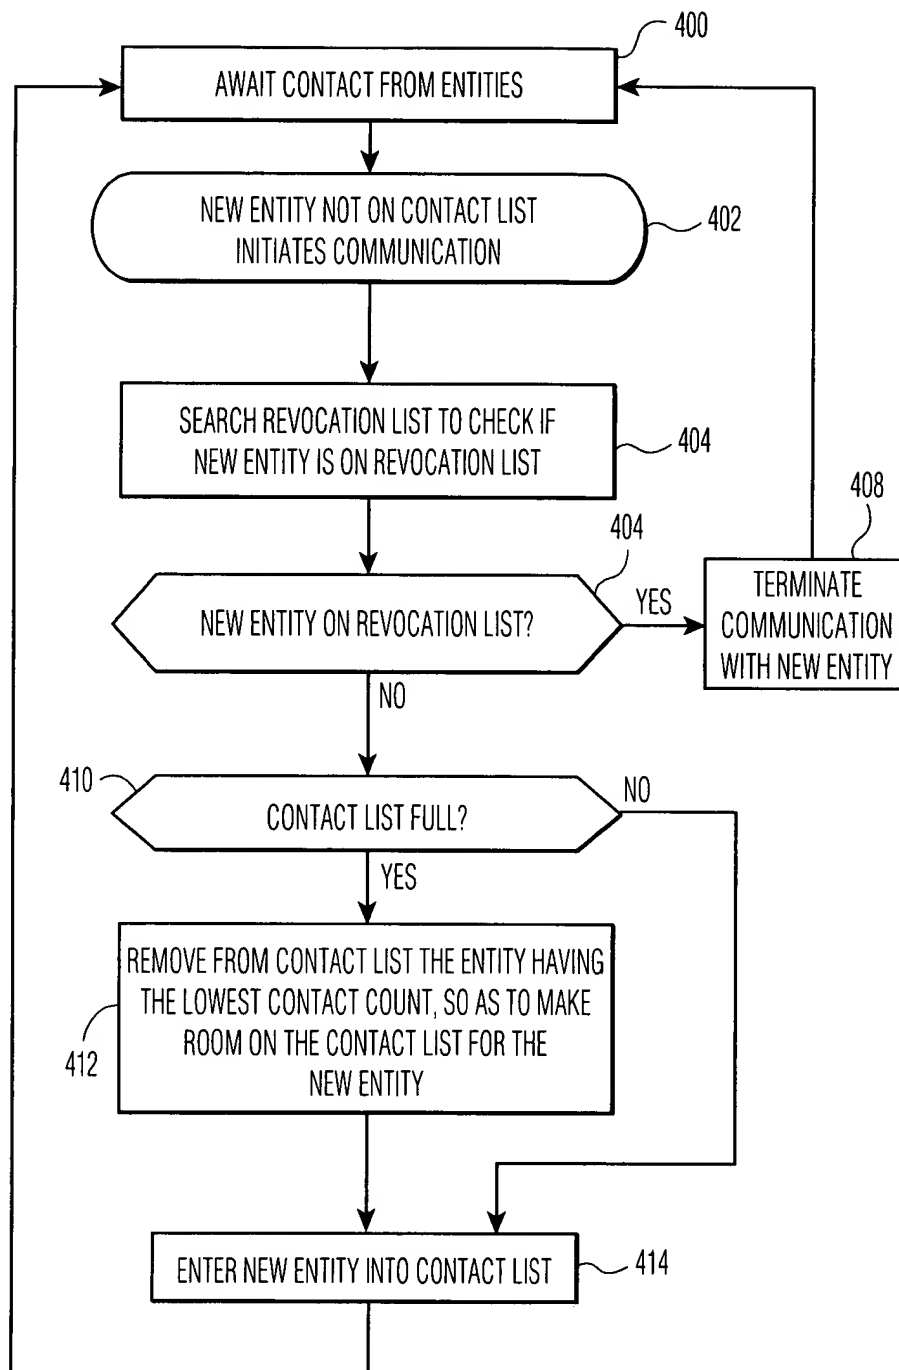 400
AWAIT CONTACT FROM ENTITIES
NEW ENTITY NOT ON CONTACT LIST
INITIATES COMMUNICATION
402
SEARCH REVOCATION LIST TO CHECK IF
NEW ENTITY IS ON REVOCATION LIST
404
404
NEW ENTITY ON REVOCATION LIST?
YES
408
TERMINATE
COMMUNICATION
WITH NEW ENTITY
NO
410
CONTACT LIST FULL?
NO
YES
REMOVE FROM CONTACT LIST THE ENTITY HAVING
THE LOWEST CONTACT COUNT, SO AS TO MAKE
ROOM ON THE CONTACT LIST FOR THE
NEW ENTITY
412
ENTER NEW ENTITY INTO CONTACT LIST
414